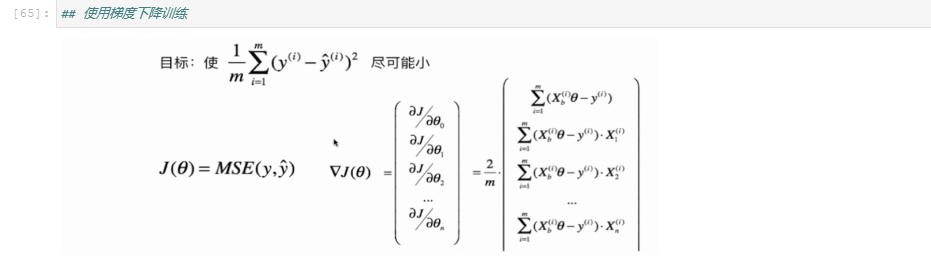 [65]: ## 使用梯度下降训练
目标：使 $\frac{1}{m}\sum_{i=1}^{m}(y^{(i)}-\hat{y}^{(i)})^2$ 尽可能小
$J(\theta)=MSE(y,\hat{y})$ $\nabla J(\theta)=\begin{pmatrix}\partial J/\partial\theta_0\\ \partial J/\partial\theta_1\\ \partial J/\partial\theta_2\\ ...\\ \partial J/\partial\theta_n\end{pmatrix}=\frac{2}{m}\cdot\begin{pmatrix}\sum_{i=1}^{m}(X_b^{(i)}\theta-y^{(i)})\\ \sum_{i=1}^{m}(X_b^{(i)}\theta-y^{(i)})\cdot X_1^{(i)}\\ \sum_{i=1}^{m}(X_b^{(i)}\theta-y^{(i)})\cdot X_2^{(i)}\\ ...\\ \sum_{i=1}^{m}(X_b^{(i)}\theta-y^{(i)})\cdot X_n^{(i)}\end{pmatrix}$